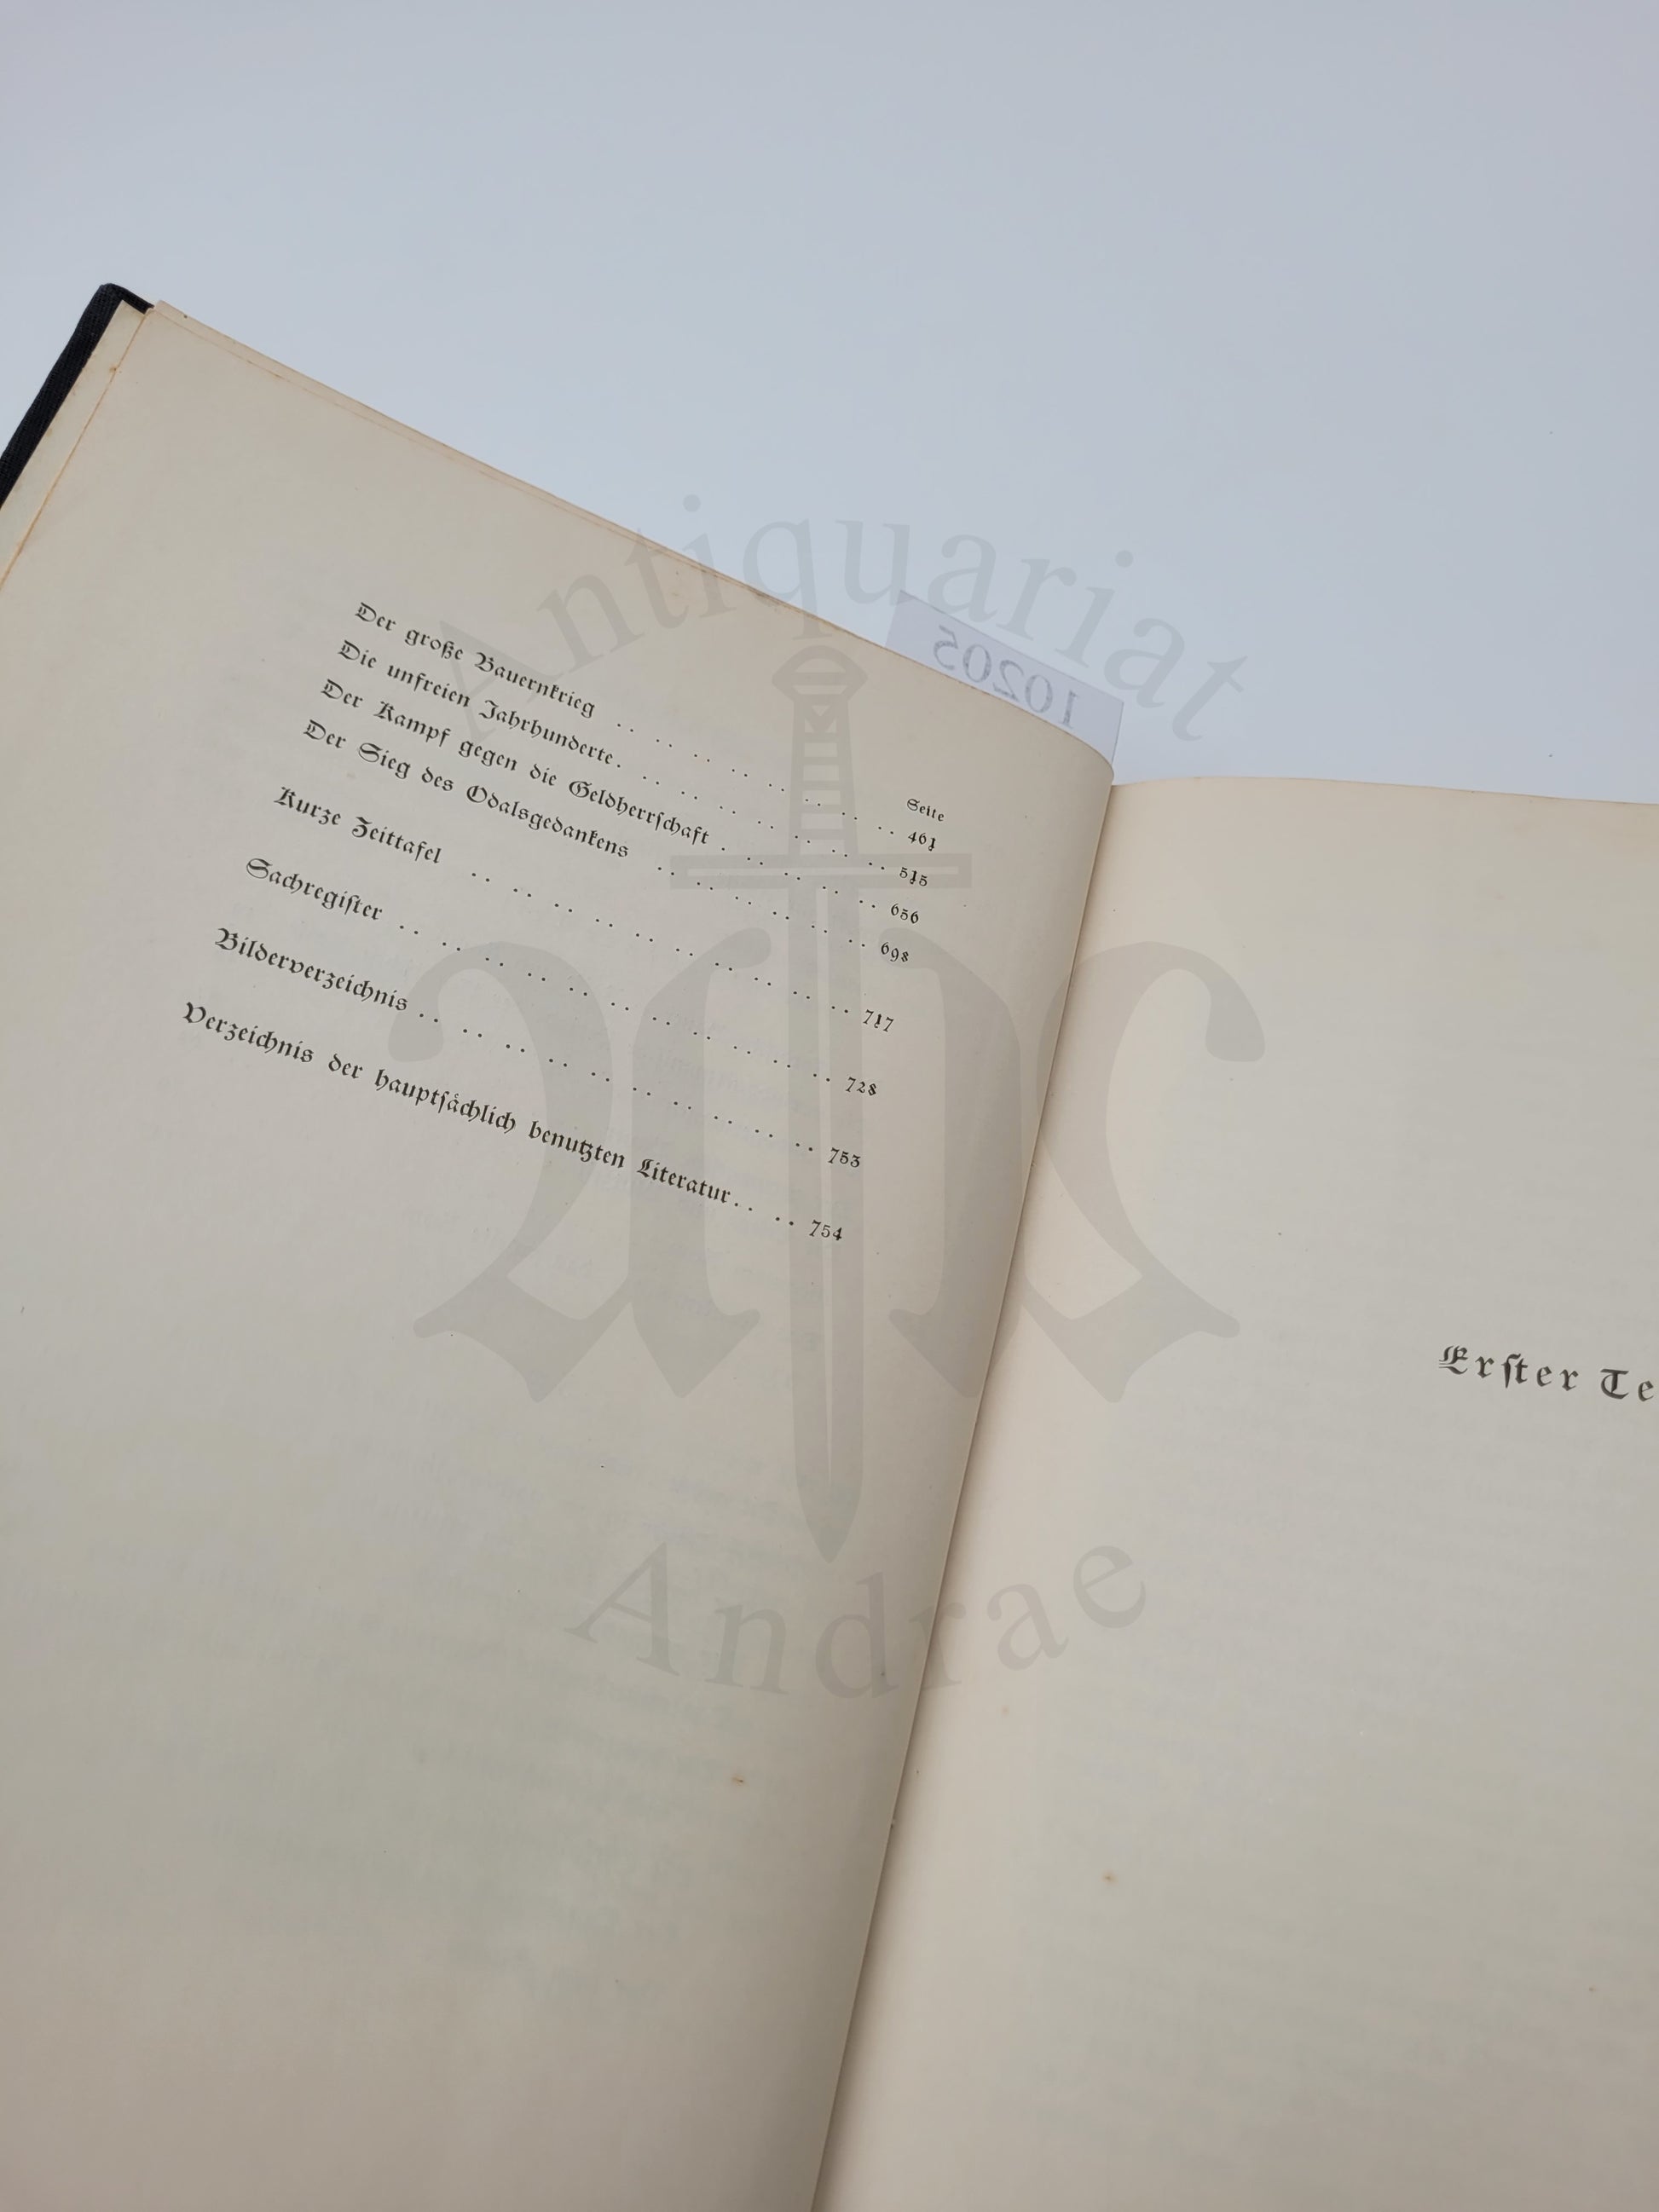 Antiquariat
10205
Seite
Der große Bauernkrieg .. .. .. .. .. .. .. .. 461
Die unfreien Jahrhunderte. .. .. .. .. .. .. .. 515
Der Kampf gegen die Geldherrſchaft . .. .. .. .. 656
Der Sieg des Odalsgedankens .. .. .. .. .. .. 698
Kurze Zeittafel .. .. .. .. .. .. .. .. .. .. 717
Sachregiſter .. .. .. .. .. .. .. .. .. .. .. 728
Bilderverzeichnis .. .. .. .. .. .. .. .. .. .. 753
Verzeichnis der hauptſächlich benutzten Literatur.. .. 754
Erſter Te
Andrae